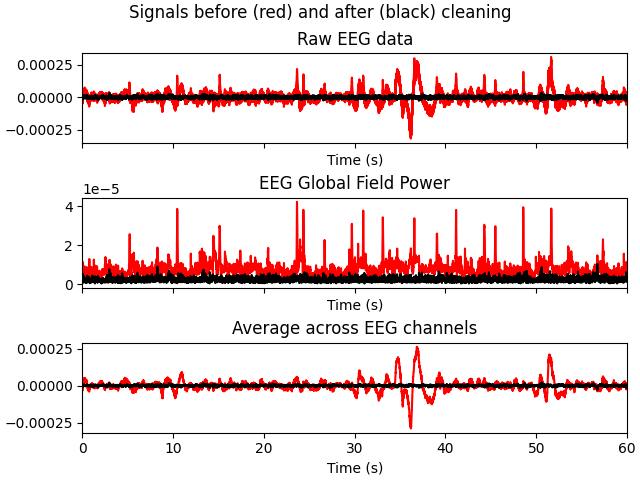 Signals before (red) and after (black) cleaning
Raw EEG data
0.00025
0.00000
−0.00025
Time (s)
EEG Global Field Power
1e−5
4
2
0
Time (s)
Average across EEG channels
0.00025
0.00000
−0.00025
0 10 20 30 40 50 60
Time (s)